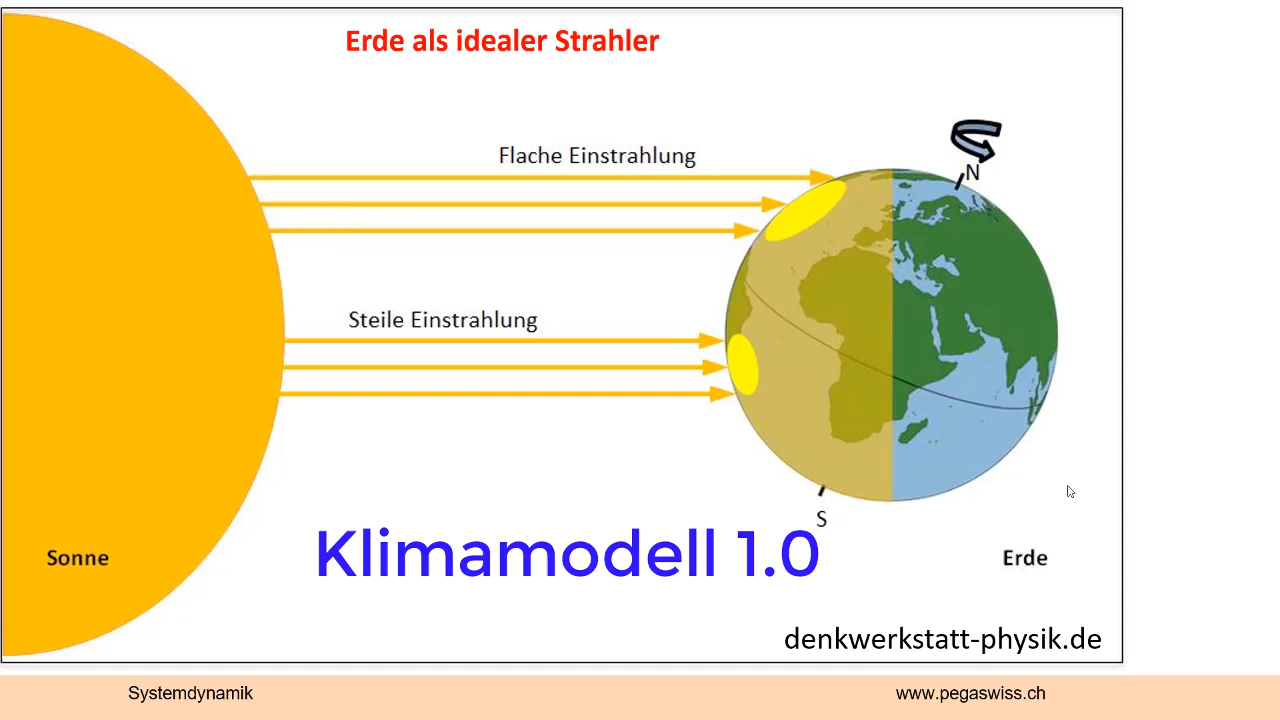 Erde als idealer Strahler
Flache Einstrahlung
N
Steile Einstrahlung
S
Klimamodell 1.0
Sonne
Erde
denkwerkstatt-physik.de
Systemdynamik
www.pegaswiss.ch